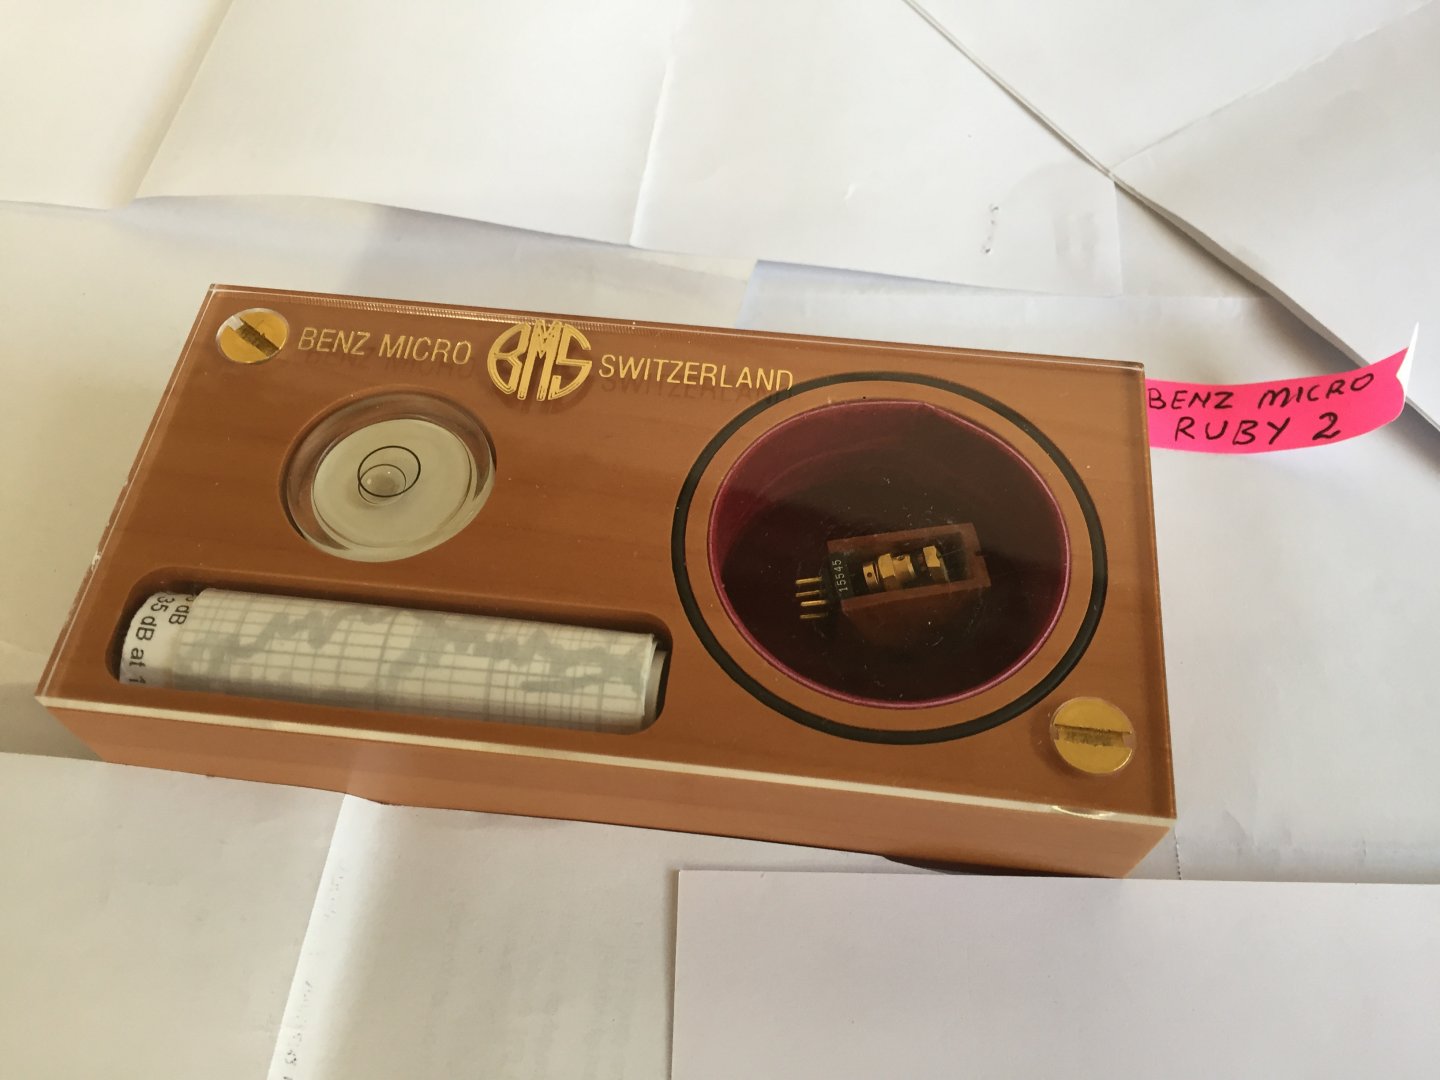 BENZ MICRO BMS SWITZERLAND
BENZ MICRO
RUBY 2
15545
dB
35 dB at 1